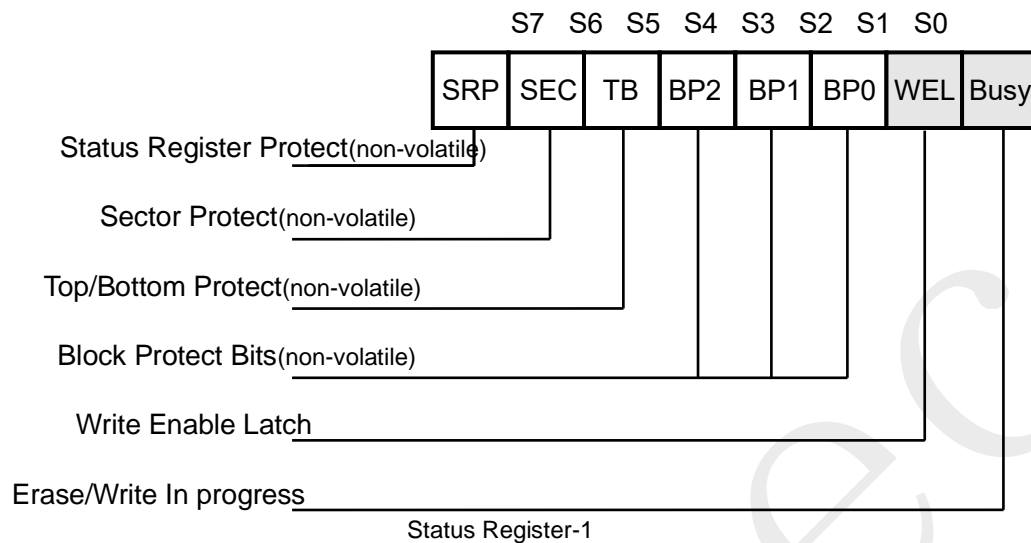 S7 S6 S5 S4 S3 S2 S1 S0
SRP SEC TB BP2 BP1 BP0 WEL Busy
Status Register Protect(non-volatile)
Sector Protect(non-volatile)
Top/Bottom Protect(non-volatile)
Block Protect Bits(non-volatile)
Write Enable Latch
Erase/Write In progress
Status Register-1